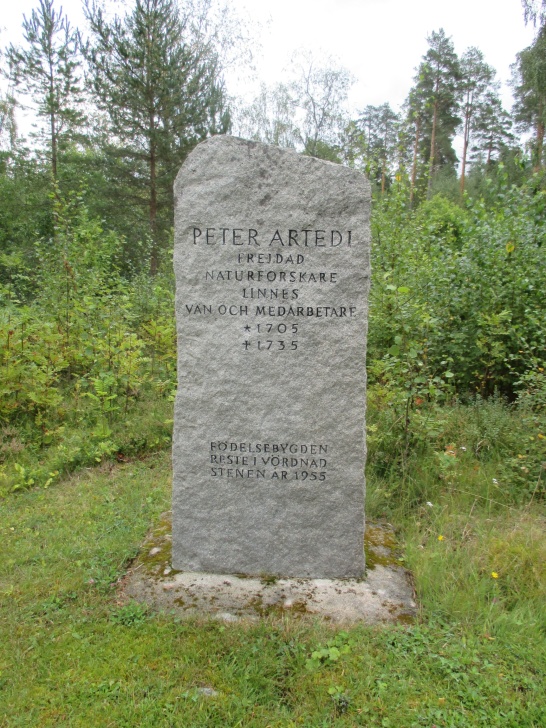 PETER ARTEDI
FREJDAD
NATURFORSKARE
LINNES
VÄN OCH MEDARBETARE
* 1705
† 1735
FÖDELSEBYGDEN
RESTE I VÖRDNAD
STENEN ÅR 1955